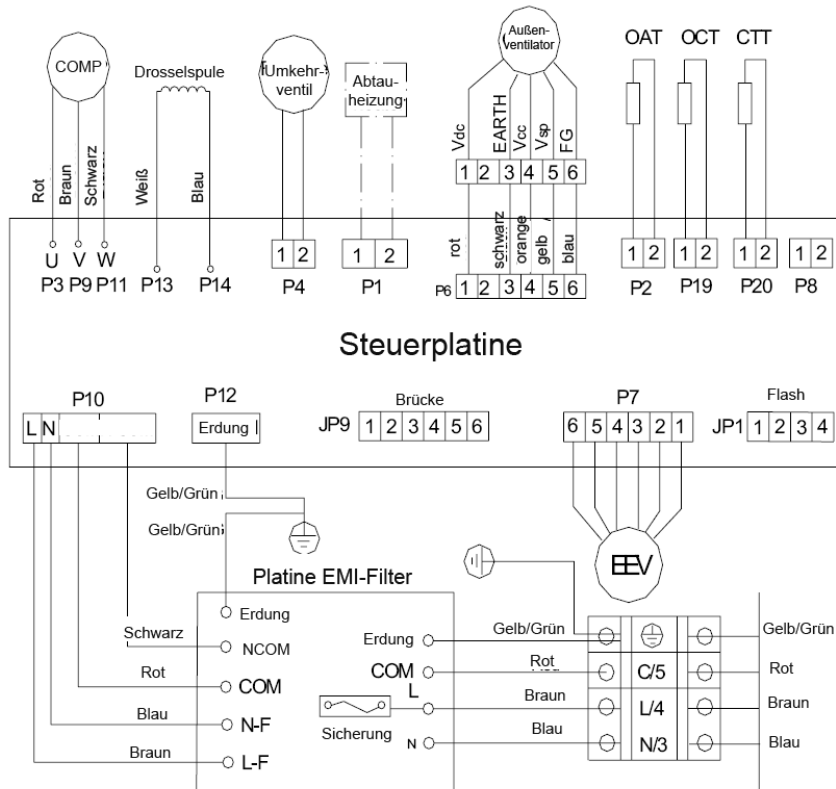 COMP
Drosselspule
Umkehr-
ventil
Abtau-
heizung
Außen-
ventilator
OAT OCT CTT
Rot
Braun
Schwarz
Weiß
Blau
Vdc
EARTH
Vcc
Vsp
FG
1 2 3 4 5 6
rot
schwarz
orange
gelb
blau
U V W
P3 P9 P11
P13 P14
1 2
P4
1 2
P1
P6 1 2 3 4 5 6
1 2
P2
1 2
P19
1 2
P20
1 2
P8
Steuerplatine
P10
L N
P12
Erdung
Brücke
JP9 1 2 3 4 5 6
P7
6 5 4 3 2 1
Flash
JP1 1 2 3 4
Gelb/Grün
Gelb/Grün
EEV
Platine EMI-Filter
Erdung
Schwarz NCOM
Rot COM
Blau N-F
Braun L-F
Sicherung
Erdung Gelb/Grün Gelb/Grün
COM Rot C/5 Rot
L Braun L/4 Braun
N Blau N/3 Blau